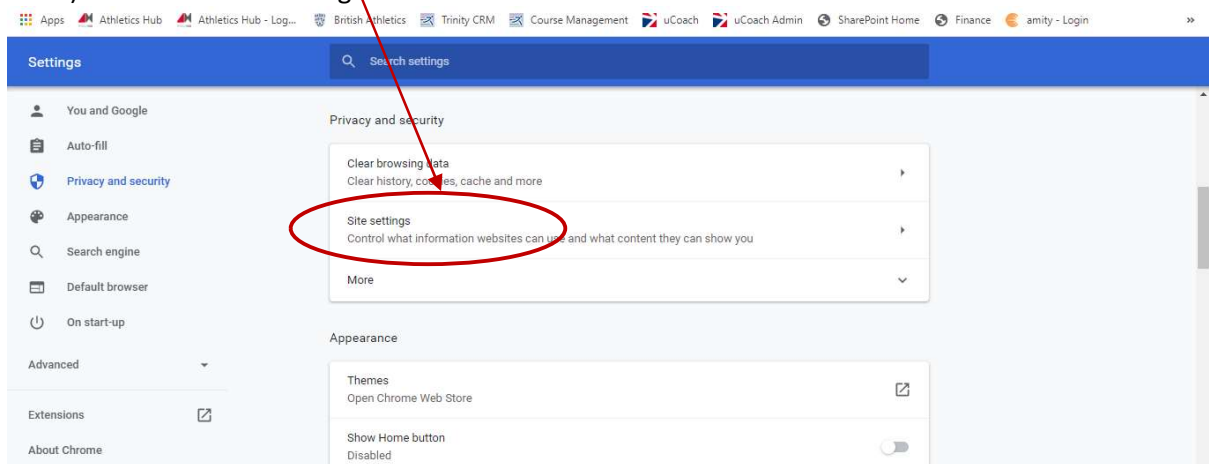 Apps Athletics Hub Athletics Hub - Log... British Athletics Trinity CRM Course Management uCoach uCoach Admin SharePoint Home Finance amity - Login »
Settings
Search settings
You and Google
Auto-fill
Privacy and security
Appearance
Search engine
Default browser
On start-up
Advanced
Extensions
About Chrome
Privacy and security
Clear browsing data
Clear history, cookies, cache and more
Site settings
Control what information websites can use and what content they can show you
More
Appearance
Themes
Open Chrome Web Store
Show Home button
Disabled